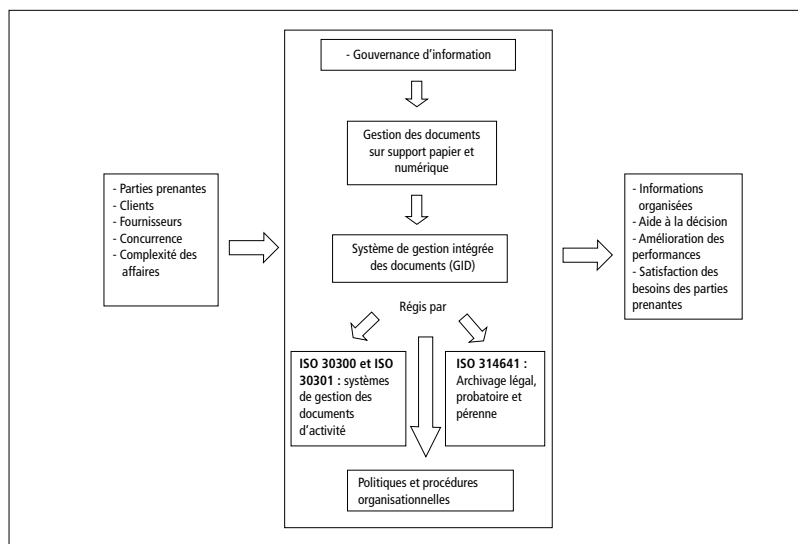 - Gouvernance d’information
Gestion des documents
sur support papier et
numérique
- Parties prenantes
- Clients
- Fournisseurs
- Concurrence
- Complexité des
affaires
Système de gestion intégrée
des documents (GID)
- Informations
organisées
- Aide à la décision
- Amélioration des
performances
- Satisfaction des
besoins des parties
prenantes
Régis par
ISO 30300 et ISO
30301 : systèmes
de gestion des
documents
d’activité
ISO 314641 :
Archivage légal,
probatoire et
pérenne
Politiques et procédures
organisationnelles